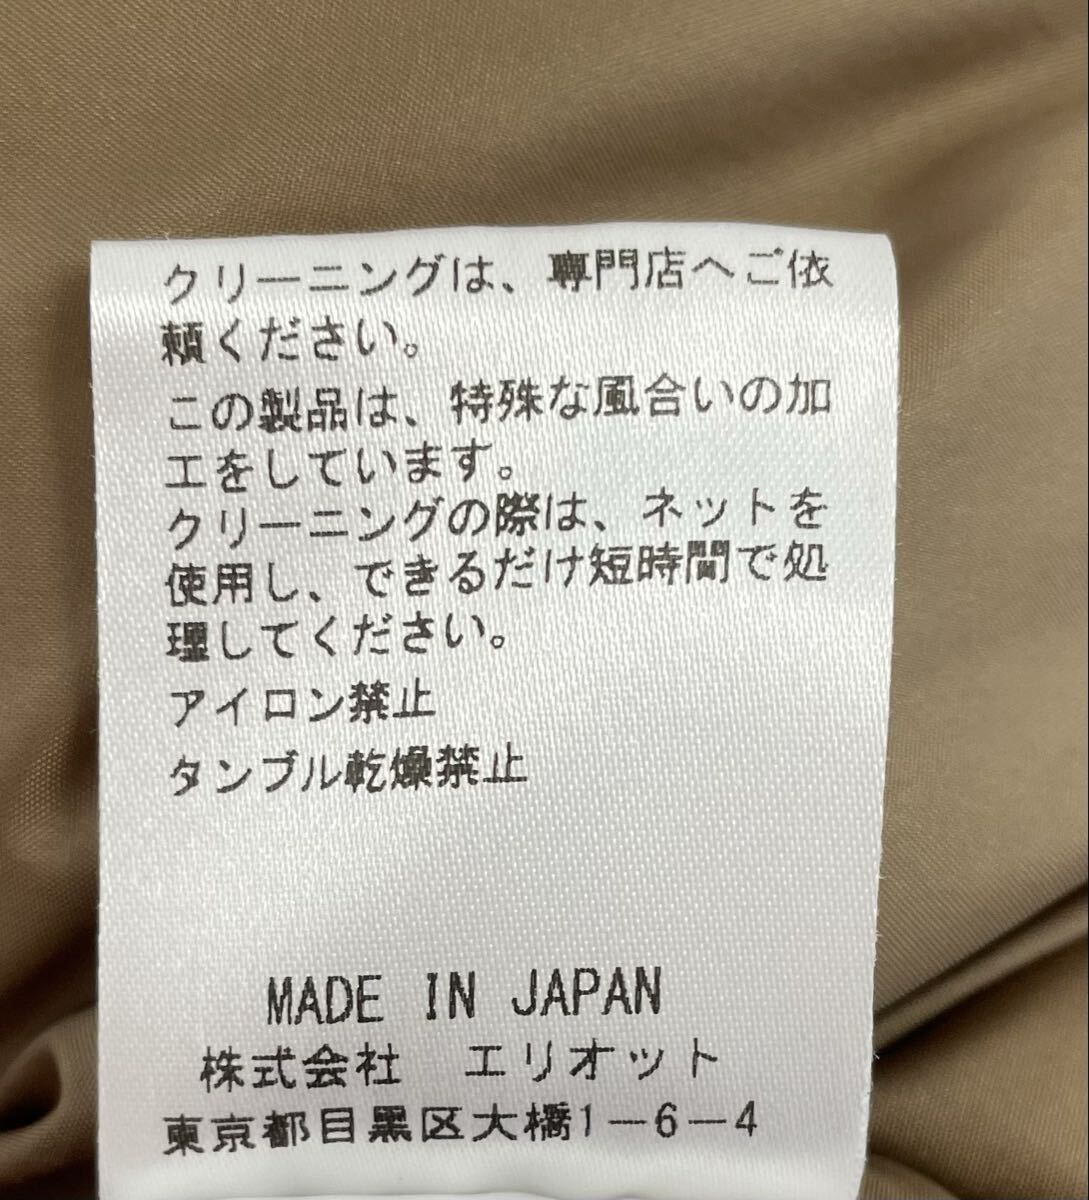 クリーニングは、専門店へご依
頼ください。
この製品は、特殊な風合いの加
工をしています。
クリーニングの際は、ネットを
使用し、できるだけ短時間で処
理してください。
アイロン禁止
タンブル乾燥禁止
MADE IN JAPAN
株式会社 エリオット
東京都目黒区大橋1－6－4